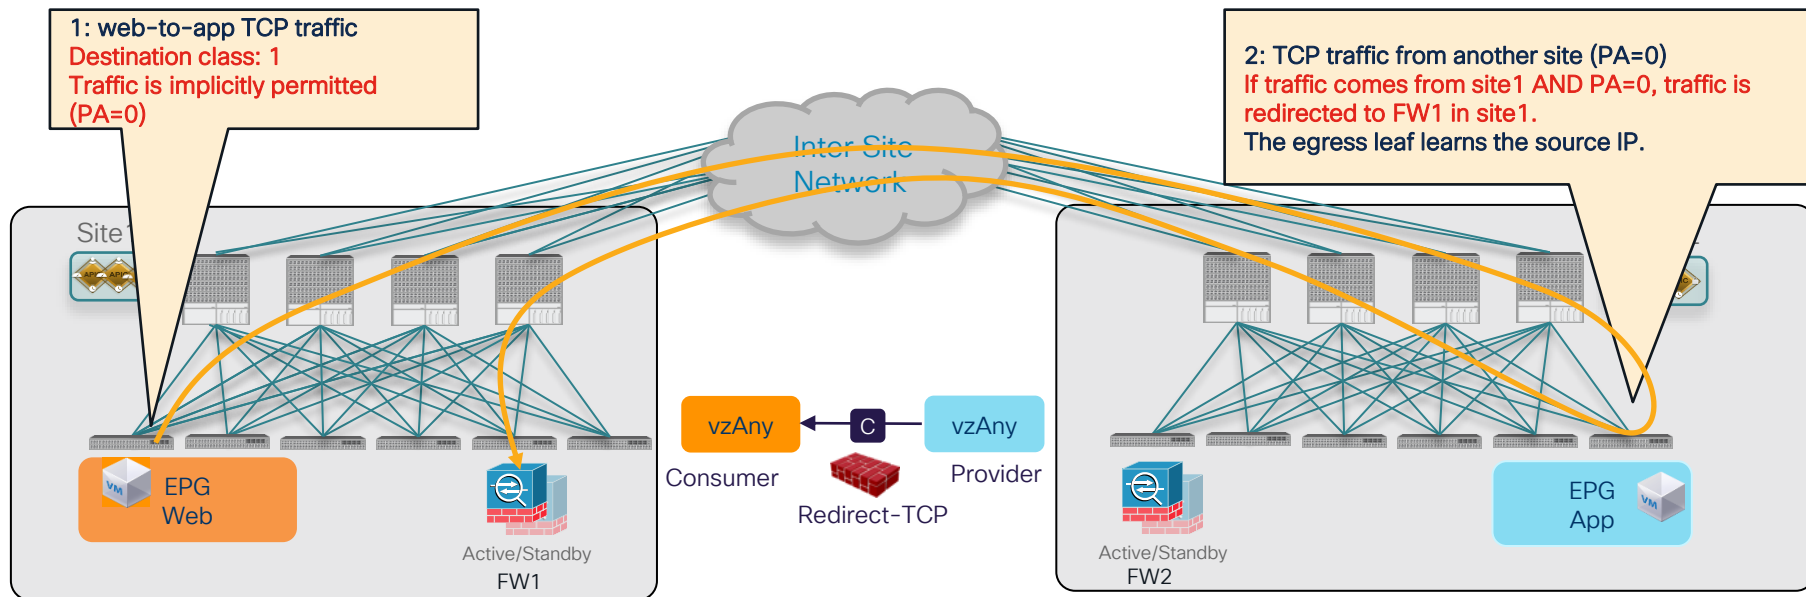 1: web-to-app TCP traffic
Destination class: 1
Traffic is implicitly permitted
(PA=0)
2: TCP traffic from another site (PA=0)
If traffic comes from site1 AND PA=0, traffic is
redirected to FW1 in site1.
The egress leaf learns the source IP.
Inter Site
Network
Site1
APIC
vzAny
C
vzAny
Consumer
Provider
Redirect-TCP
VM
EPG
Web
Active/Standby
FW1
Active/Standby
FW2
EPG
App
VM